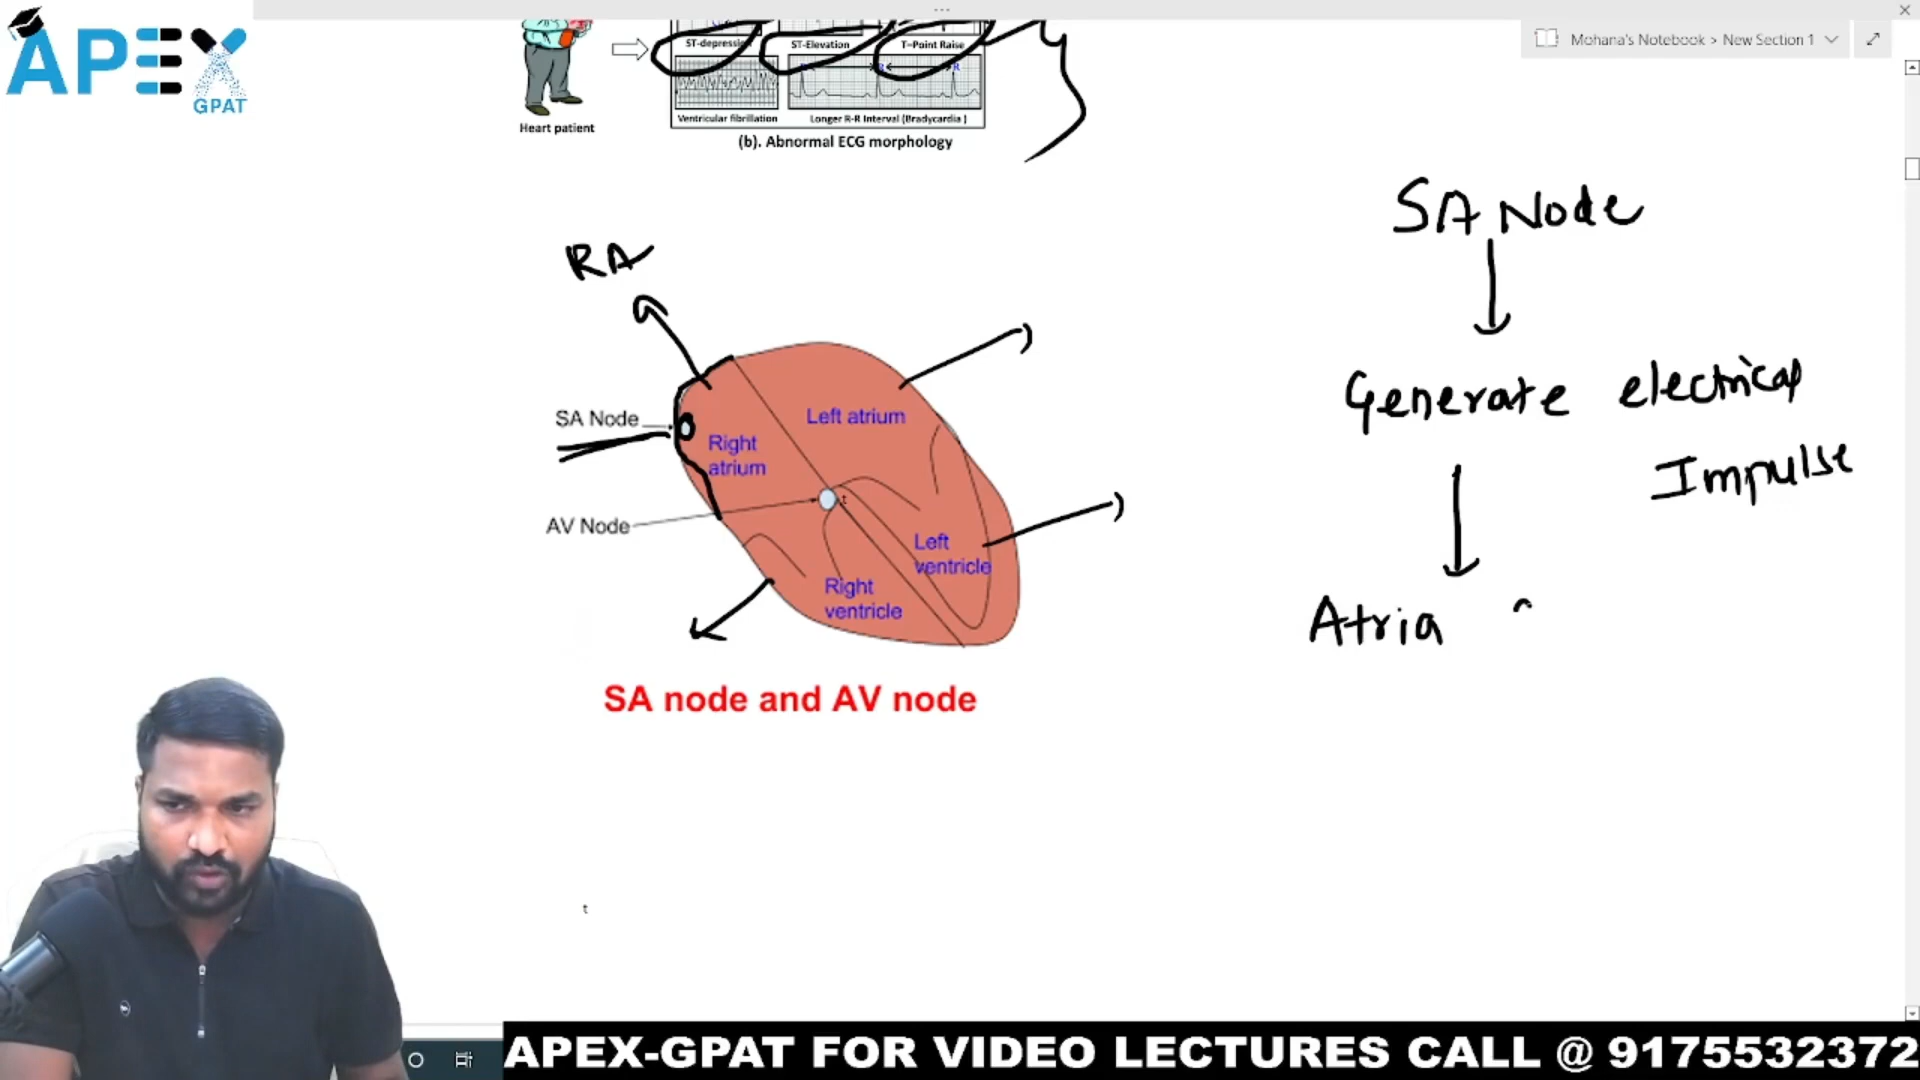 APEX
GPAT
Mohana's Notebook > New Section 1
ST-depression
ST-Elevation
T-Point Raise
R
R
Ventricular fibrillation
Longer R-R Interval (Bradycardia )
Heart patient
(b). Abnormal ECG morphology
SA Node
RA
Generate electrical
Impulse
SA Node
Left atrium
Right
atrium
AV Node
Left
ventricle
Right
ventricle
Atria
SA node and AV node
t
APEX-GPAT FOR VIDEO LECTURES CALL @ 9175532372